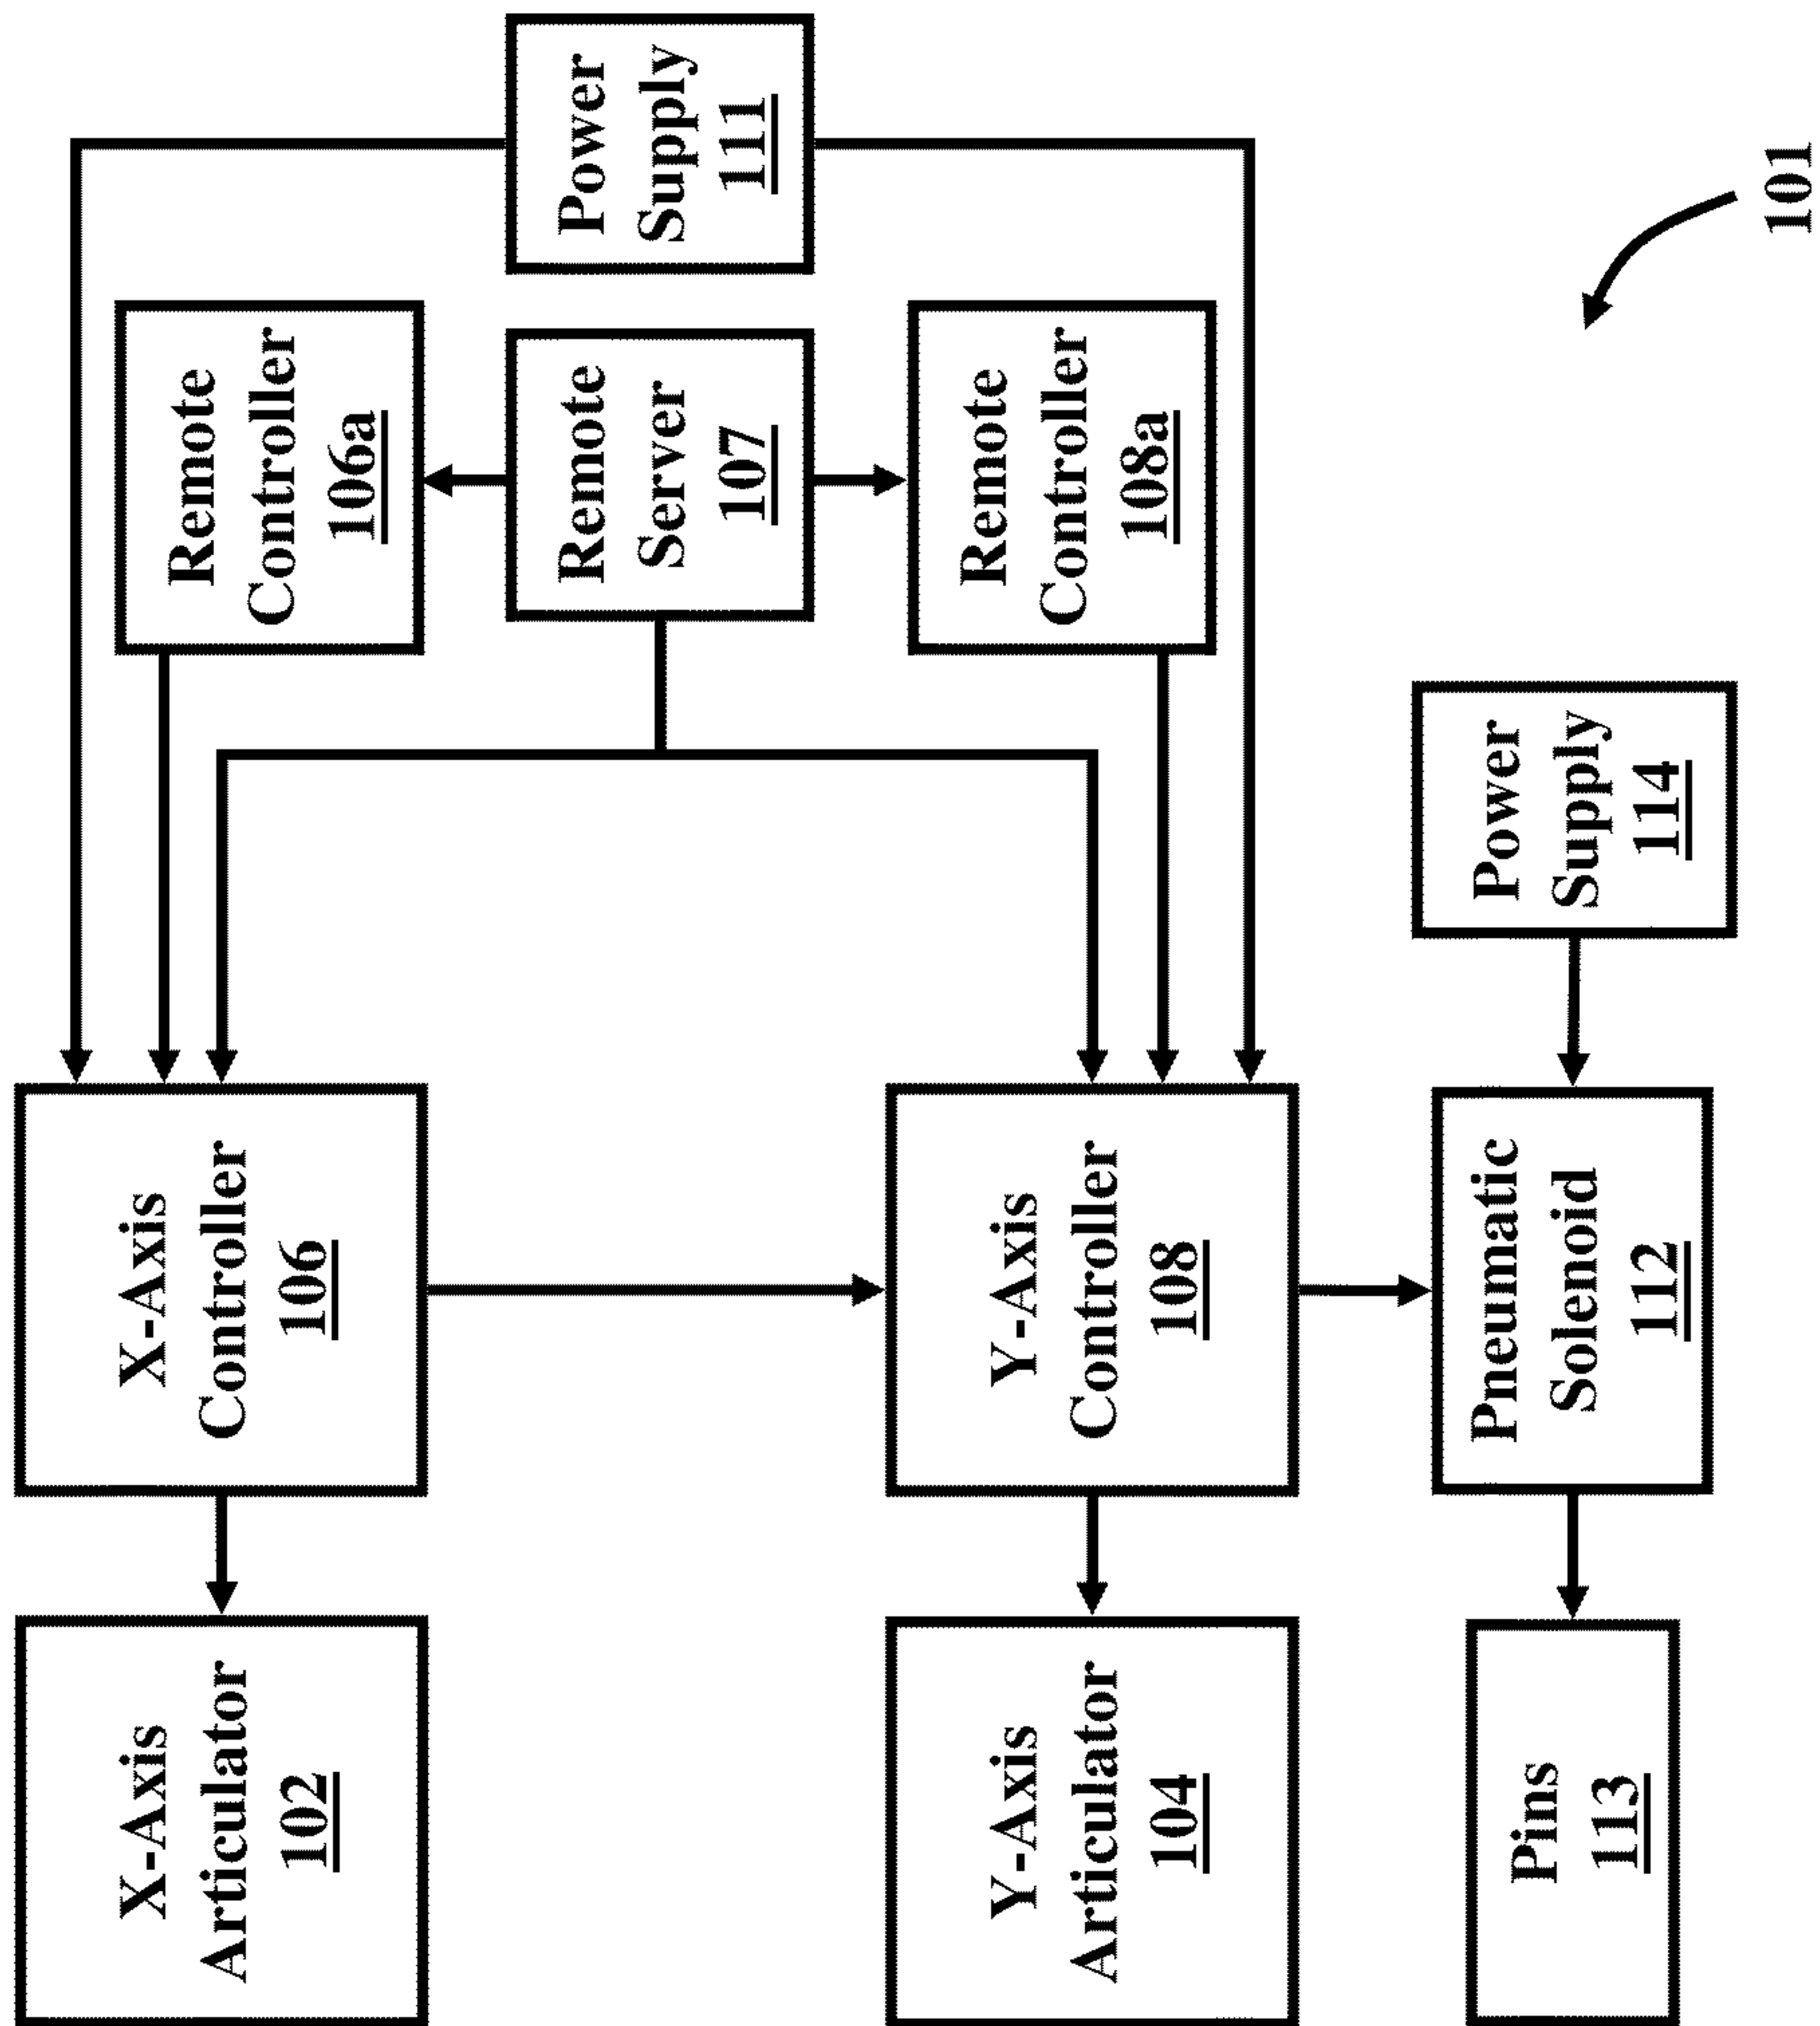 X-Axis
Articulator
102
X-Axis
Controller
106
Remote
Controller
106a
Power
Supply
111
Remote
Server
107
Y-Axis
Articulator
104
Y-Axis
Controller
108
Remote
Controller
108a
Pins
113
Pneumatic
Solenoid
112
Power
Supply
114
101